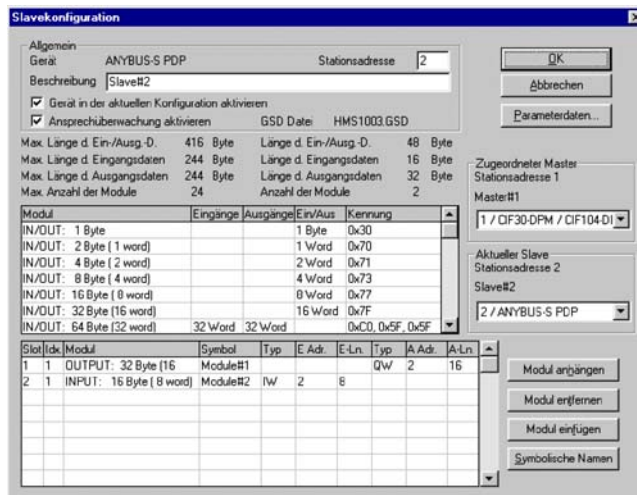 Slavekonfiguration
Allgemein
Gerät ANYBUS-S PDP Stationsadresse 2
Beschreibung Slave#2
Gerät in der aktuellen Konfiguration aktivieren
Ansprechüberwachung aktivieren GSD Datei HMS1003.GSD
OK
Abbrechen
Parameterdaten...
Max. Länge d. Ein-/Ausg.-D. 416 Byte Länge d. Ein-/Ausg.-D. 48 Byte
Max. Länge d. Eingangsdaten 244 Byte Länge d. Eingangsdaten 16 Byte
Max. Länge d. Ausgangsdaten 244 Byte Länge d. Ausgangsdaten 32 Byte
Max. Anzahl der Module 24 Anzahl der Module 2
Zugeordneter Master
Stationsadresse 1
Master#1
1 / CIF30-DPM / CIF104-DI
Modul Eingänge Ausgänge Ein/Aus Kennung
IN/OUT: 1 Byte 1 Byte 0x30
IN/OUT: 2 Byte ( 1 word) 1 Word 0x70
IN/OUT: 4 Byte ( 2 word) 2 Word 0x71
IN/OUT: 8 Byte ( 4 word) 4 Word 0x73
IN/OUT: 16 Byte ( 8 word) 8 Word 0x77
IN/OUT: 32 Byte (16 word) 16 Word 0x7F
IN/OUT: 64 Byte (32 word) 32 Word 32 Word 0xC0, 0x5F, 0x5F
Aktueller Slave
Stationsadresse 2
Slave#2
2 / ANYBUS-S PDP
Slot Idx. Modul Symbol Typ E Adr. E-Ln. Typ A Adr. A-Ln.
1 1 OUTPUT: 32 Byte (16 Module#1 QW 2 16
2 1 INPUT: 16 Byte ( 8 word) Module#2 IW 2 8
Modul anhängen
Modul entfernen
Modul einfügen
Symbolische Namen